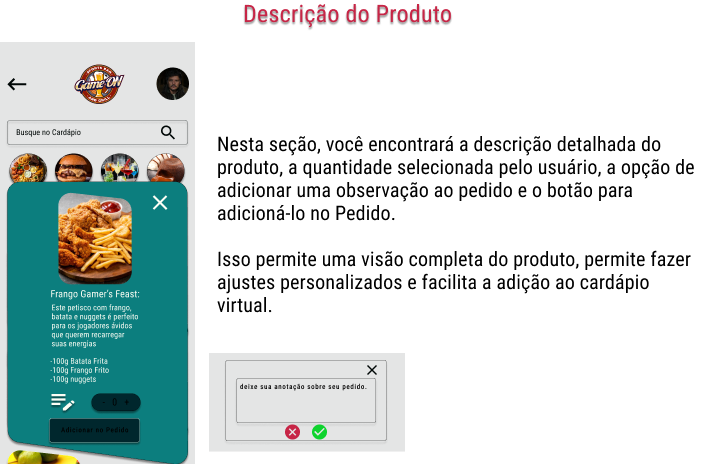 Descrição do Produto
Game'ON
Busque no Cardápio
Frango Gamer's Feast:
Este petisco com frango,
batata e nuggets é perfeito
para os jogadores ávidos
que querem recarregar
suas energias
-100g Batata Frita
-100g Frango Frito
-100g nuggets
- 0 +
Adicionar no Pedido
Nesta seção, você encontrará a descrição detalhada do
produto, a quantidade selecionada pelo usuário, a opção de
adicionar uma observação ao pedido e o botão para
adicioná-lo no Pedido.
Isso permite uma visão completa do produto, permite fazer
ajustes personalizados e facilita a adição ao cardápio
virtual.
deixe sua anotação sobre seu pedido.